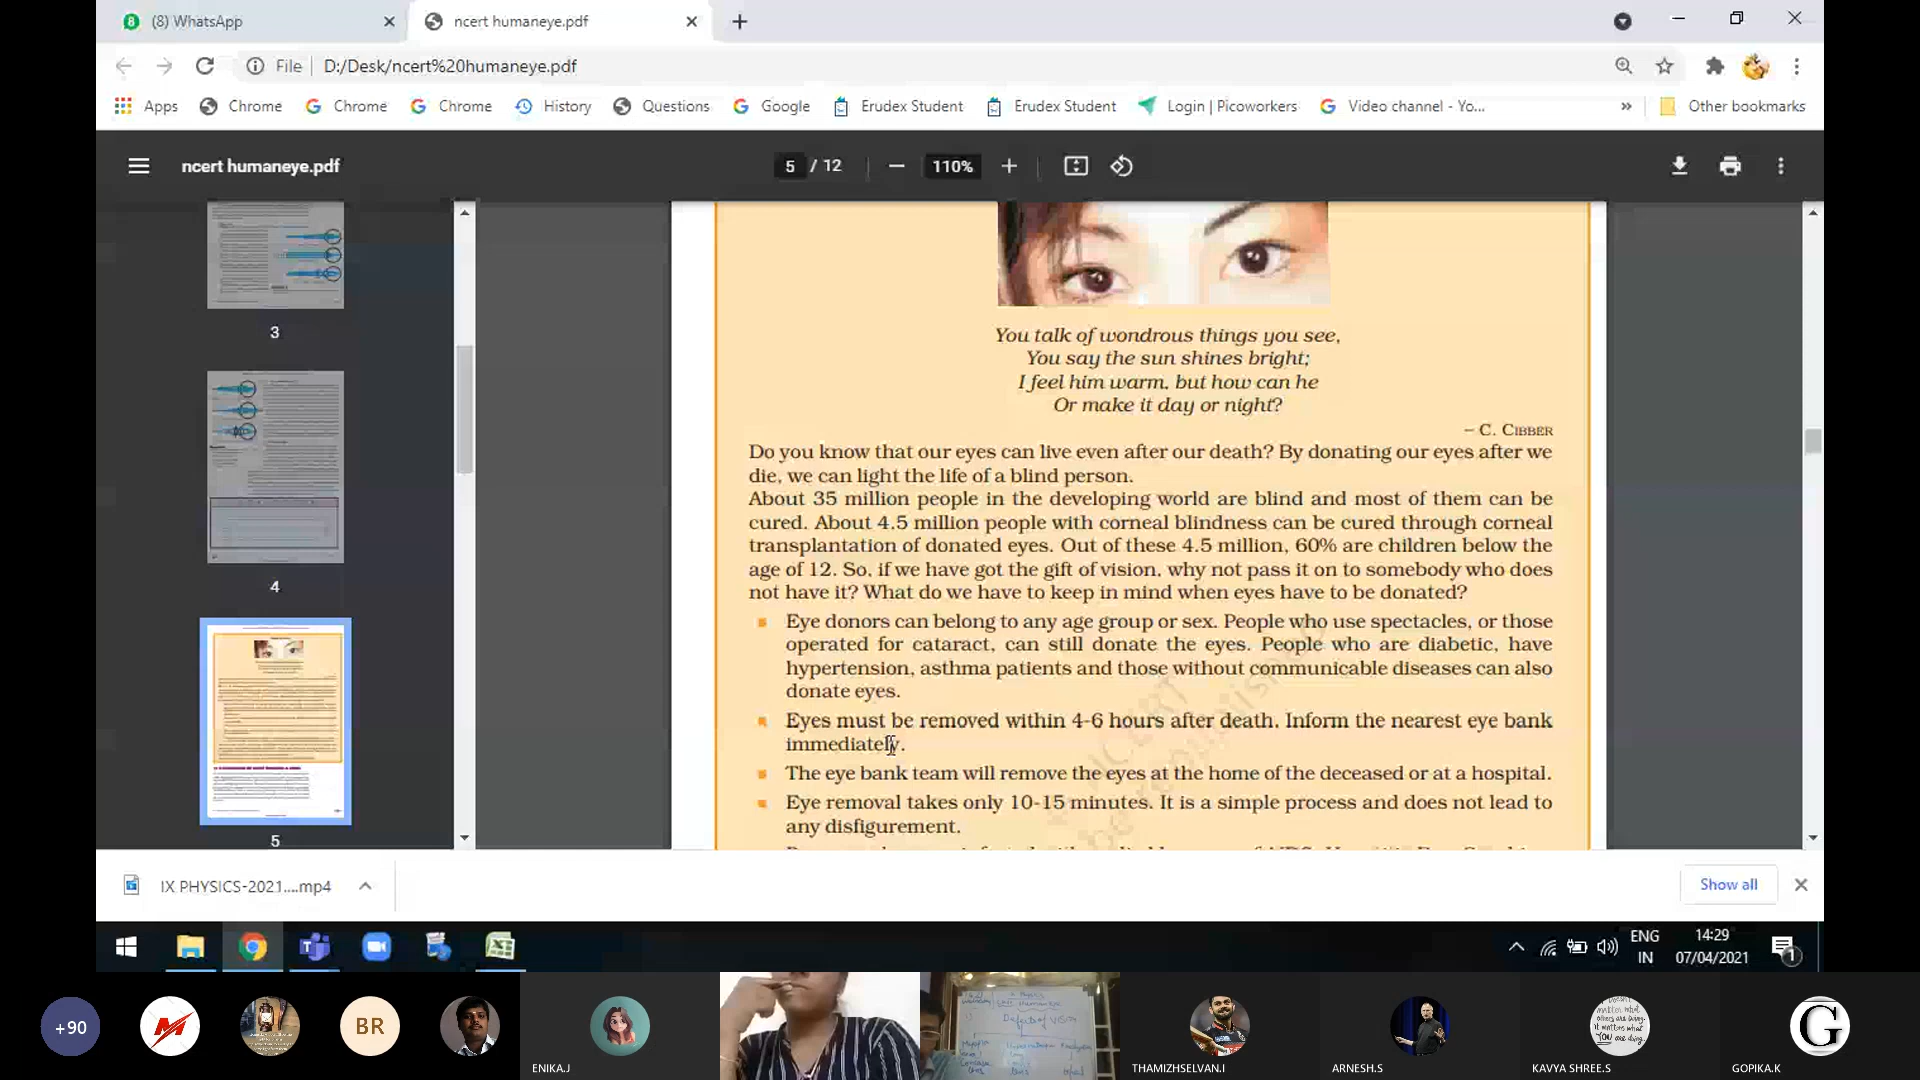 (8) WhatsApp
ncert humaneye.pdf
File
D:/Desk/ncert%20humaneye.pdf
Apps
Chrome
Chrome
Chrome
History
Questions
Google
Erudex Student
Erudex Student
Login | Picoworkers
Video channel - Yo...
»
Other bookmarks
ncert humaneye.pdf
5 / 12
110%
3
4
5
You talk of wondrous things you see,
You say the sun shines bright;
I feel him warm, but how can he
Or make it day or night?
– C. CIBBER
Do you know that our eyes can live even after our death? By donating our eyes after we
die, we can light the life of a blind person.
About 35 million people in the developing world are blind and most of them can be
cured. About 4.5 million people with corneal blindness can be cured through corneal
transplantation of donated eyes. Out of these 4.5 million, 60% are children below the
age of 12. So, if we have got the gift of vision, why not pass it on to somebody who does
not have it? What do we have to keep in mind when eyes have to be donated?
Eye donors can belong to any age group or sex. People who use spectacles, or those
operated for cataract, can still donate the eyes. People who are diabetic, have
hypertension, asthma patients and those without communicable diseases can also
donate eyes.
Eyes must be removed within 4-6 hours after death. Inform the nearest eye bank
immediately.
The eye bank team will remove the eyes at the home of the deceased or at a hospital.
Eye removal takes only 10-15 minutes. It is a simple process and does not lead to
any disfigurement.
IX PHYSICS-2021....mp4
Show all
ENG
IN
14:29
07/04/2021
1
+90
BR
ENIKA.J
Defects of VISION
THAMIZHSELVAN.I
ARNESH.S
KAVYA SHREE.S
G
GOPIKA.K